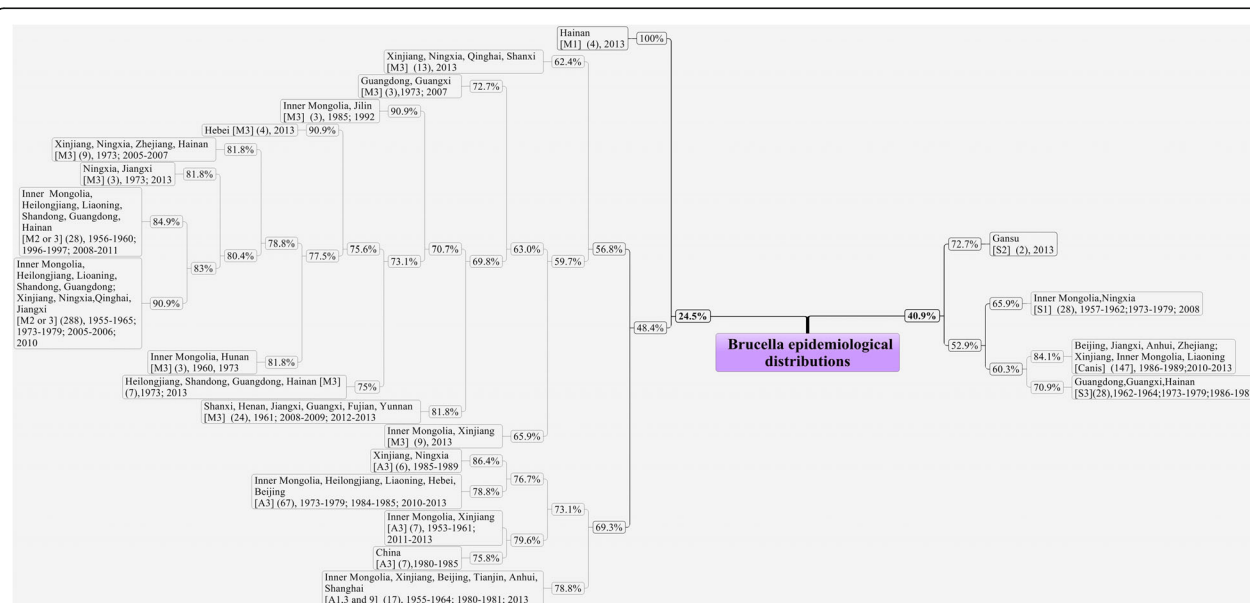 Hainan
[M1] (4), 2013
100%
Xinjiang, Ningxia, Qinghai, Shanxi
[M3] (13), 2013
62.4%
Guangdong, Guangxi
[M3] (3),1973; 2007
72.7%
Inner Mongolia, Jilin
[M3] (3), 1985; 1992
90.9%
Hebei [M3] (4), 2013
90.9%
Xinjiang, Ningxia, Zhejiang, Hainan
[M3] (9), 1973; 2005-2007
81.8%
Ningxia, Jiangxi
[M3] (3), 1973; 2013
81.8%
Inner Mongolia,
Heilongjiang, Liaoning,
Shandong, Guangdong,
Hainan
[M2 or 3] (28), 1956-1960;
1996-1997; 2008-2011
84.9%
Inner Mongolia,
Heilongjiang, Lioaning,
Shandong, Guangdong;
Xinjiang, Ningxia,Qinghai,
Jiangxi
[M2 or 3] (288), 1955-1965;
1973-1979; 2005-2006;
2010
90.9%
83%
80.4%
78.8%
77.5%
75.6%
73.1%
70.7%
69.8%
63.0%
59.7%
56.8%
48.4%
24.5%
Inner Mongolia, Hunan
[M3] (3), 1960, 1973
81.8%
Heilongjiang, Shandong, Guangdong, Hainan [M3]
(7),1973; 2013
75%
Shanxi, Henan, Jiangxi, Guangxi, Fujian, Yunnan
[M3] (24), 1961; 2008-2009; 2012-2013
81.8%
Inner Mongolia, Xinjiang
[M3] (9), 2013
65.9%
Xinjiang, Ningxia
[A3] (6), 1985-1989
86.4%
Inner Mongolia, Heilongjiang, Liaoning, Hebei,
Beijing
[A3] (67), 1973-1979; 1984-1985; 2010-2013
78.8%
76.7%
Inner Mongolia, Xinjiang
[A3] (7), 1953-1961;
2011-2013
China
[A3] (7),1980-1985
75.8%
79.6%
73.1%
69.3%
Inner Mongolia, Xinjiang, Beijing, Tianjin, Anhui,
Shanghai
[A1,3 and 9] (17), 1955-1964; 1980-1981; 2013
78.8%
Brucella epidemiological
distributions
40.9%
72.7%
Gansu
[S2] (2), 2013
52.9%
65.9%
Inner Mongolia,Ningxia
[S1] (28), 1957-1962;1973-1979; 2008
60.3%
84.1%
Beijing, Jiangxi, Anhui, Zhejiang;
Xinjiang, Inner Mongolia, Liaoning
[Canis] (147), 1986-1989;2010-2013
70.9%
Guangdong,Guangxi,Hainan
[S3](28),1962-1964;1973-1979;1986-198